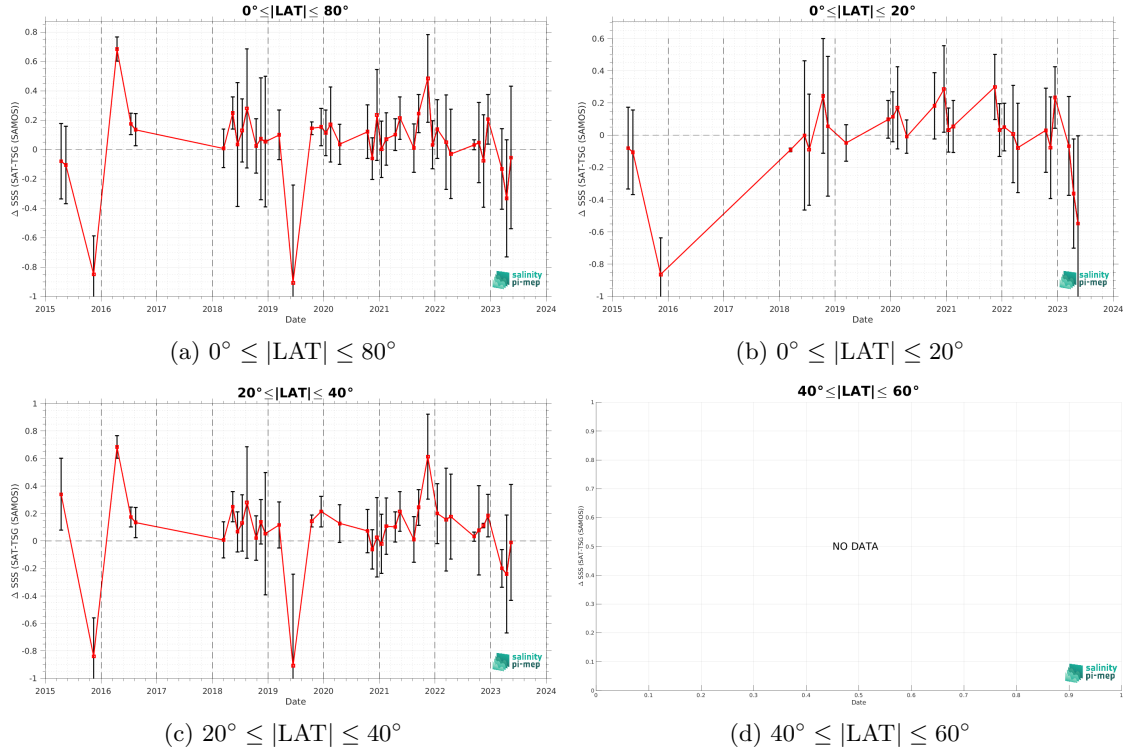 0°≤|LAT|≤ 80°
Δ SSS (SAT-TSG (SAMOS))
0.8
0.6
0.4
0.2
0
-0.2
-0.4
-0.6
-0.8
-1
2015 2016 2017 2018 2019 2020 2021 2022 2023 2024
Date
salinity
pi-mep
(a) 0° ≤ |LAT| ≤ 80°
0°≤|LAT|≤ 20°
Δ SSS (SAT-TSG (SAMOS))
0.6
0.4
0.2
0
-0.2
-0.4
-0.6
-0.8
-1
2015 2016 2017 2018 2019 2020 2021 2022 2023 2024
Date
salinity
pi-mep
(b) 0° ≤ |LAT| ≤ 20°
20°≤|LAT|≤ 40°
Δ SSS (SAT-TSG (SAMOS))
1
0.8
0.6
0.4
0.2
0
-0.2
-0.4
-0.6
-0.8
-1
2015 2016 2017 2018 2019 2020 2021 2022 2023 2024
Date
salinity
pi-mep
(c) 20° ≤ |LAT| ≤ 40°
40°≤|LAT|≤ 60°
Δ SSS (SAT-TSG (SAMOS))
1
0.9
0.8
0.7
0.6
0.5
0.4
0.3
0.2
0.1
0
NO DATA
0 0.1 0.2 0.3 0.4 0.5 0.6 0.7 0.8 0.9 1
Date
salinity
pi-mep
(d) 40° ≤ |LAT| ≤ 60°